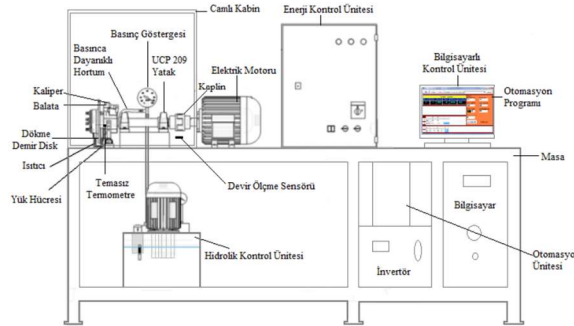 Camlı Kabin
Enerji Kontrol Ünitesi
Basınç Göstergesi
Basınca
Dayanıklı
Hortum
UCP 209
Yatak
Elektrik Motoru
Kaplin
Kaliper
Balata
Dökme
Demir Disk
Isıtıcı
Yük Hücresi
Temassız
Termometre
Devir Ölçme Sensörü
Hidrolik Kontrol Ünitesi
Bilgisayarlı
Kontrol Ünitesi
Otomasyon
Programı
Masa
Bilgisayar
İnvertör
Otomasyo
Ünitesi